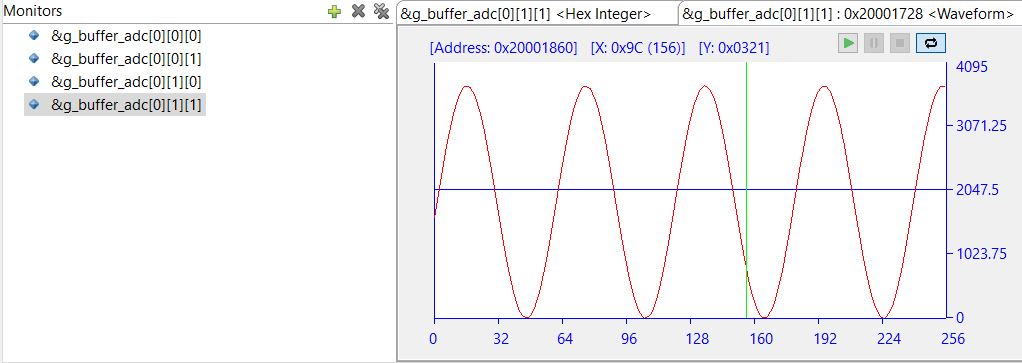 Monitors
&g_buffer_adc[0][0][0]
&g_buffer_adc[0][0][1]
&g_buffer_adc[0][1][0]
&g_buffer_adc[0][1][1]
&g_buffer_adc[0][1][1] <Hex Integer>
&g_buffer_adc[0][1][1] : 0x20001728 <Waveform>
[Address: 0x20001860] [X: 0x9C (156)] [Y: 0x0321]
4095
3071.25
2047.5
1023.75
0
0 32 64 96 128 160 192 224 256